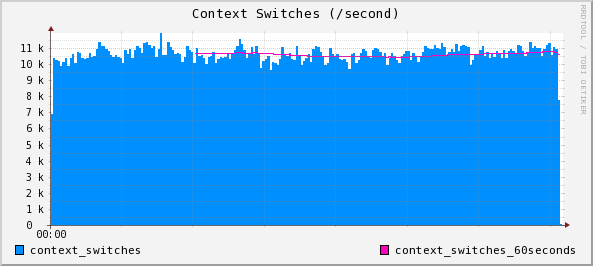 Context Switches (/second)
RRDTOOL / TOBI OETIKER
11 k
10 k
9 k
8 k
7 k
6 k
5 k
4 k
3 k
2 k
1 k
0
00:00
context_switches
context_switches_60seconds